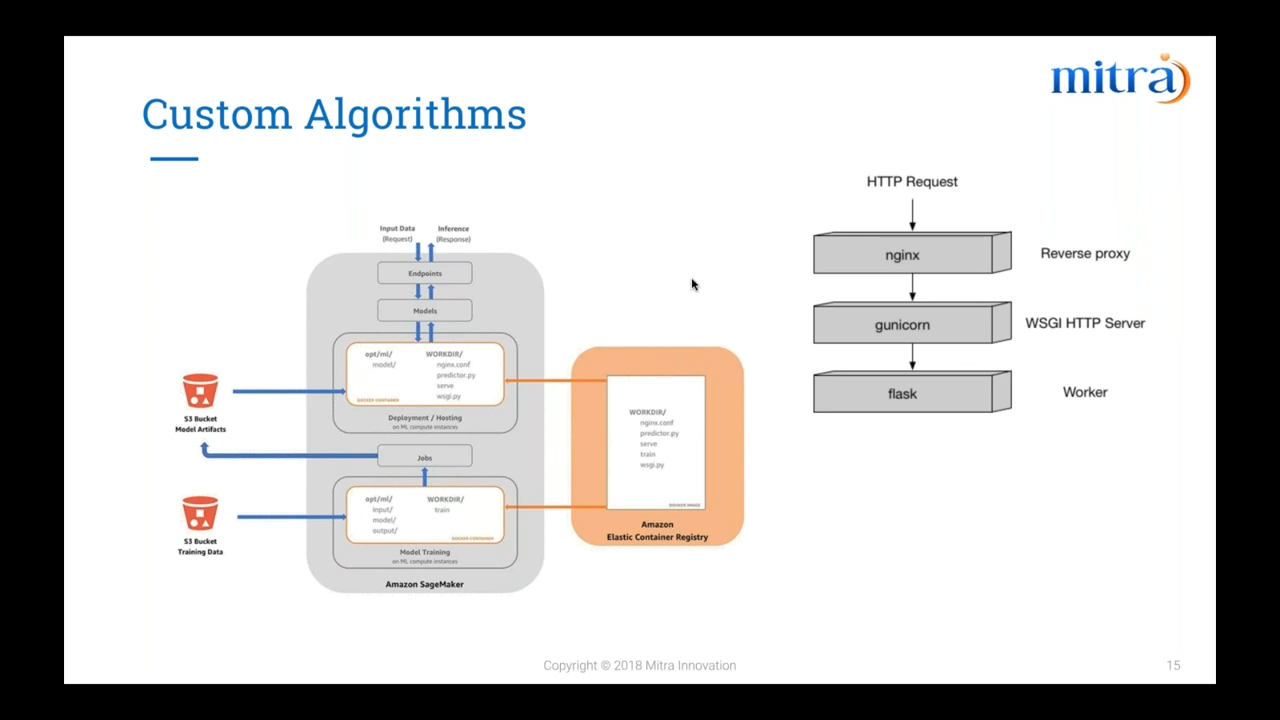 mitra
Custom Algorithms
Input Data
(Request)
Inference
(Response)
Endpoints
Models
opt/ml/
model/
WORKDIR/
nginx.conf
predictor.py
serve
wsgi.py
DOCKER CONTAINER
Deployment / Hosting
on ML compute instances
Jobs
opt/ml/
input/
model/
output/
WORKDIR/
train
DOCKER CONTAINER
Model Training
on ML compute instances
Amazon SageMaker
S3 Bucket
Model Artifacts
S3 Bucket
Training Data
WORKDIR/
nginx.conf
predictor.py
serve
train
wsgi.py
DOCKER IMAGE
Amazon
Elastic Container Registry
HTTP Request
nginx
Reverse proxy
gunicorn
WSGI HTTP Server
flask
Worker
Copyright © 2018 Mitra Innovation
15